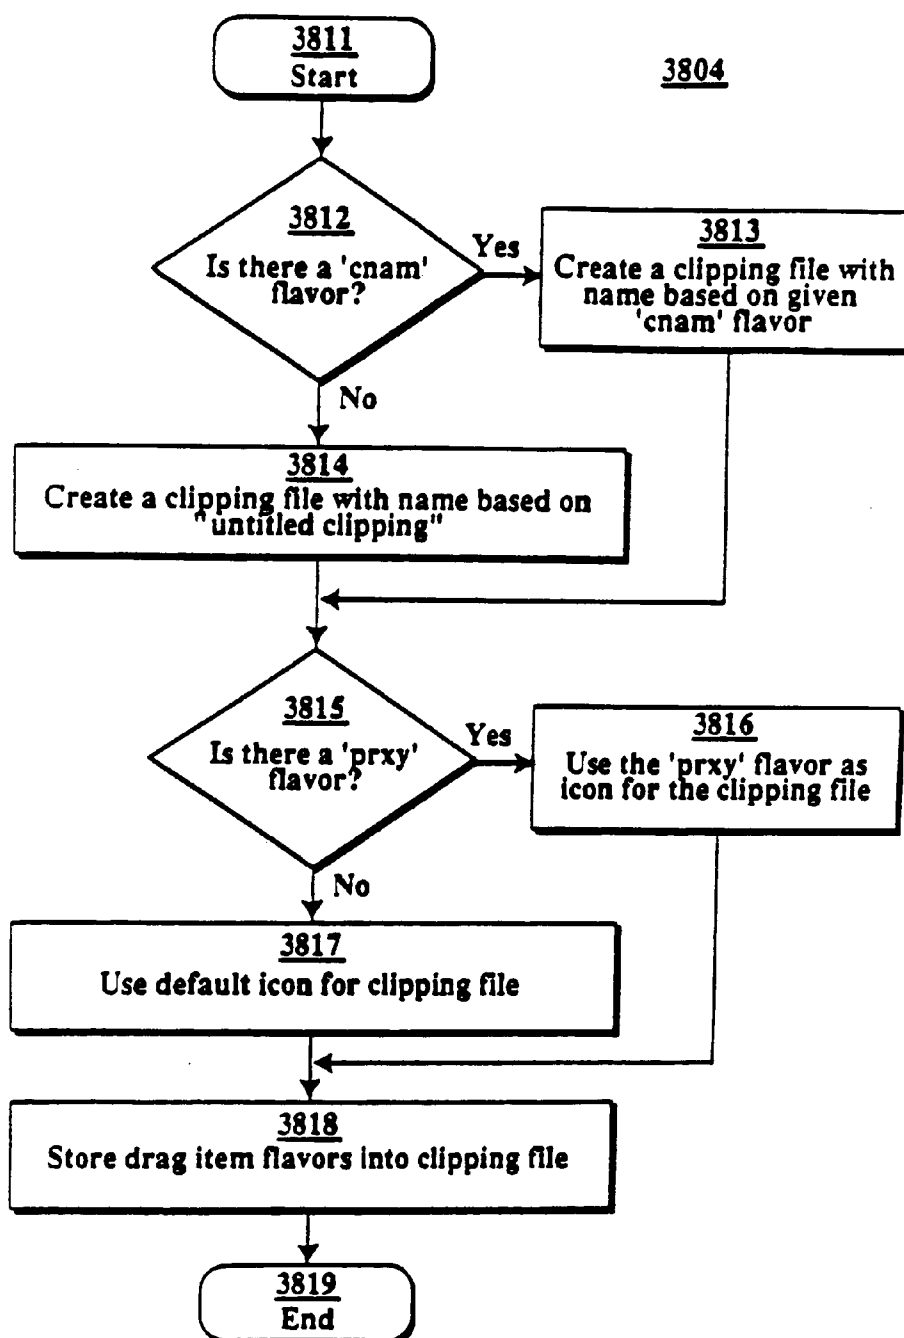 3811
Start
3804
3812
Is there a 'cnam'
flavor?
Yes
3813
Create a clipping file with
name based on given
'cnam' flavor
No
3814
Create a clipping file with name based on
"untitled clipping"
3815
Is there a 'prxy'
flavor?
Yes
3816
Use the 'prxy' flavor as
icon for the clipping file
No
3817
Use default icon for clipping file
3818
Store drag item flavors into clipping file
3819
End